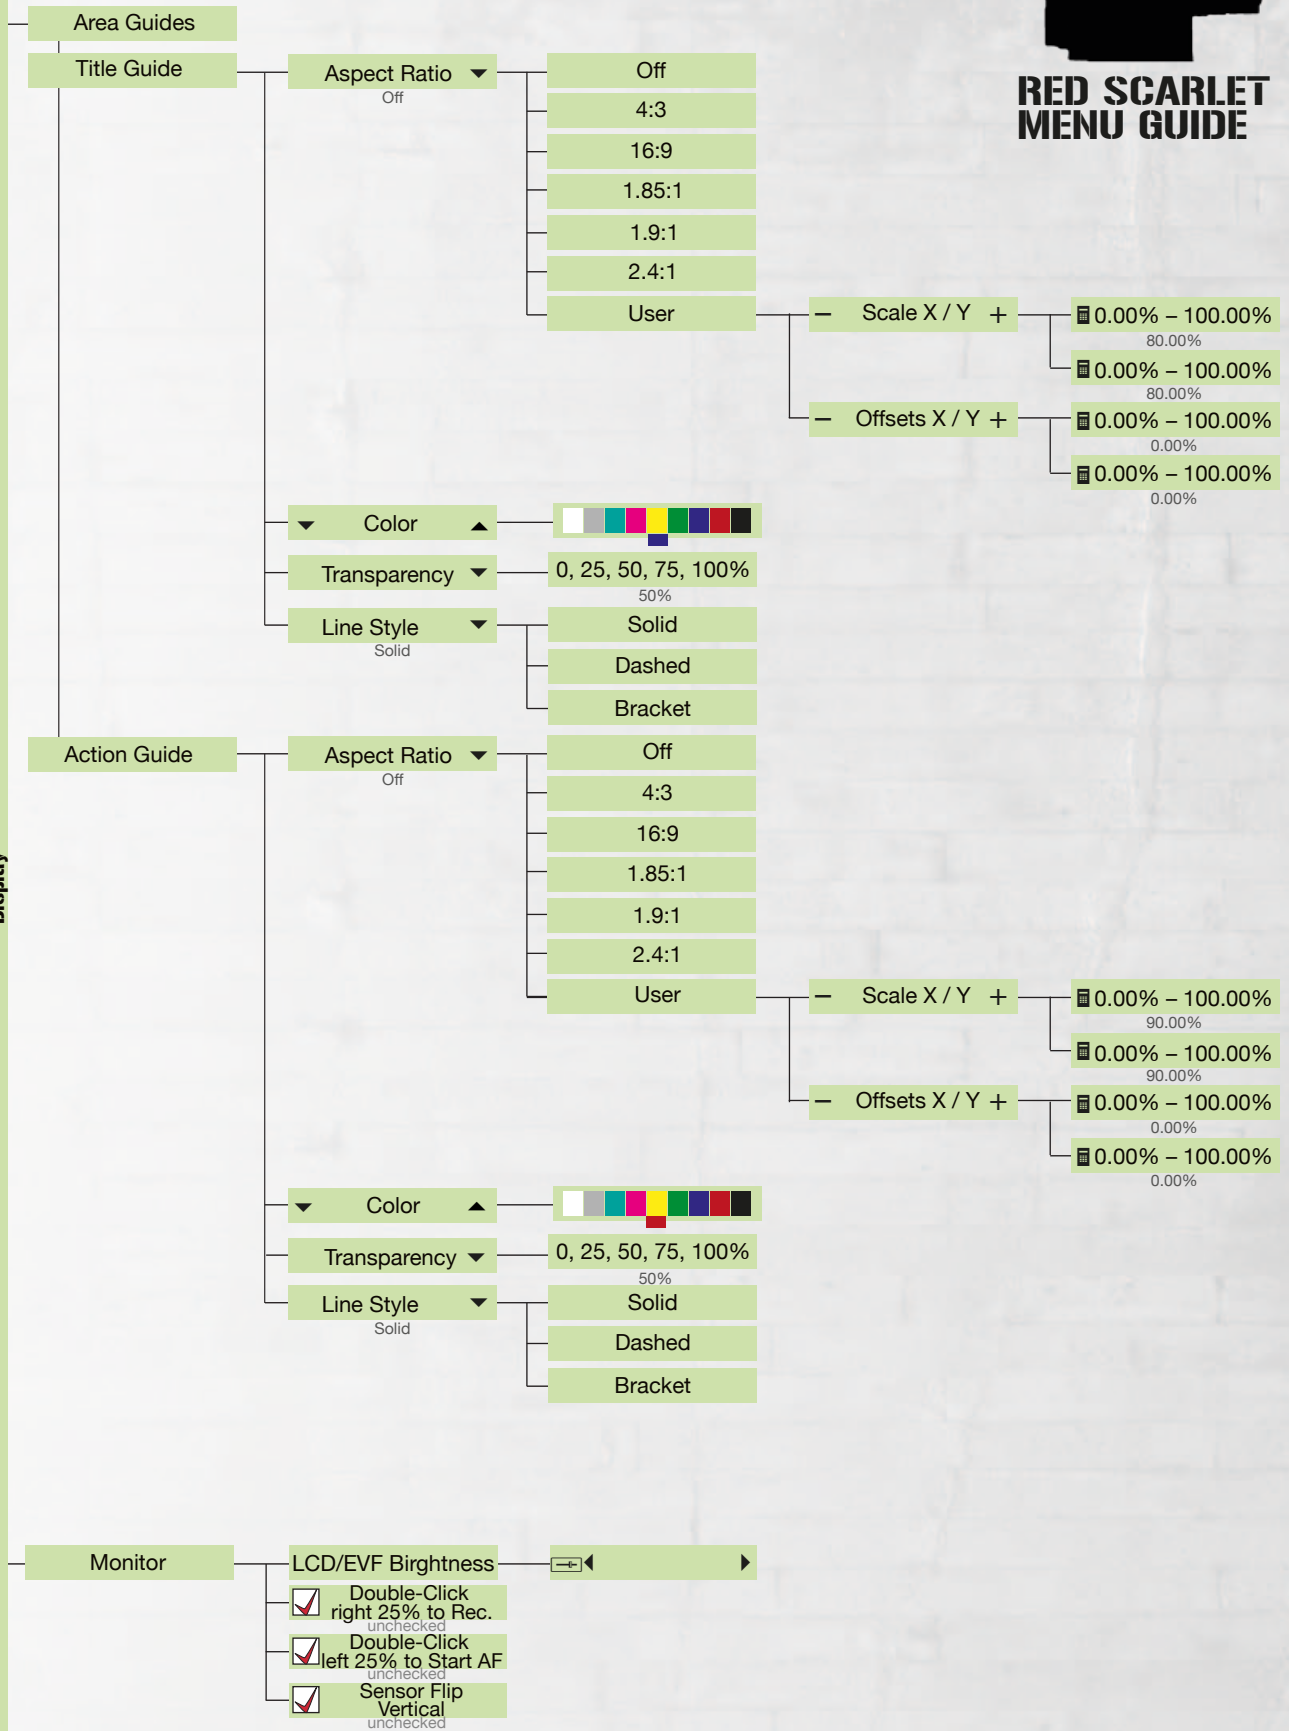 Area Guides
RED SCARLET
MENU GUIDE
Title Guide
Aspect Ratio
Off
Off
4:3
16:9
1.85:1
1.9:1
2.4:1
User
− Scale X / Y +
0.00% – 100.00%
80.00%
0.00% – 100.00%
80.00%
− Offsets X / Y +
0.00% – 100.00%
0.00%
0.00% – 100.00%
0.00%
Color
Transparency
0, 25, 50, 75, 100%
50%
Line Style
Solid
Solid
Dashed
Bracket
Action Guide
Aspect Ratio
Off
Off
4:3
16:9
1.85:1
1.9:1
2.4:1
User
− Scale X / Y +
0.00% – 100.00%
90.00%
0.00% – 100.00%
90.00%
− Offsets X / Y +
0.00% – 100.00%
0.00%
0.00% – 100.00%
0.00%
Color
Transparency
0, 25, 50, 75, 100%
50%
Line Style
Solid
Solid
Dashed
Bracket
Monitor
LCD/EVF Birghtness
Double-Click
right 25% to Rec.
unchecked
Double-Click
left 25% to Start AF
unchecked
Sensor Flip
Vertical
unchecked